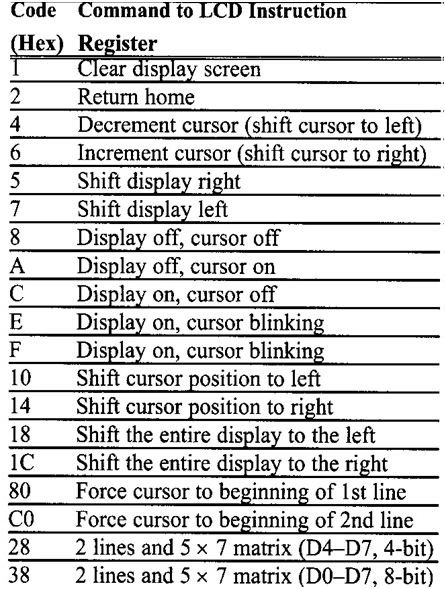 Code Command to LCD Instruction
(Hex) Register
1 Clear display screen
2 Return home
4 Decrement cursor (shift cursor to left)
6 Increment cursor (shift cursor to right)
5 Shift display right
7 Shift display left
8 Display off, cursor off
A Display off, cursor on
C Display on, cursor off
E Display on, cursor blinking
F Display on, cursor blinking
10 Shift cursor position to left
14 Shift cursor position to right
18 Shift the entire display to the left
1C Shift the entire display to the right
80 Force cursor to beginning of 1st line
C0 Force cursor to beginning of 2nd line
28 2 lines and 5 × 7 matrix (D4–D7, 4-bit)
38 2 lines and 5 × 7 matrix (D0–D7, 8-bit)